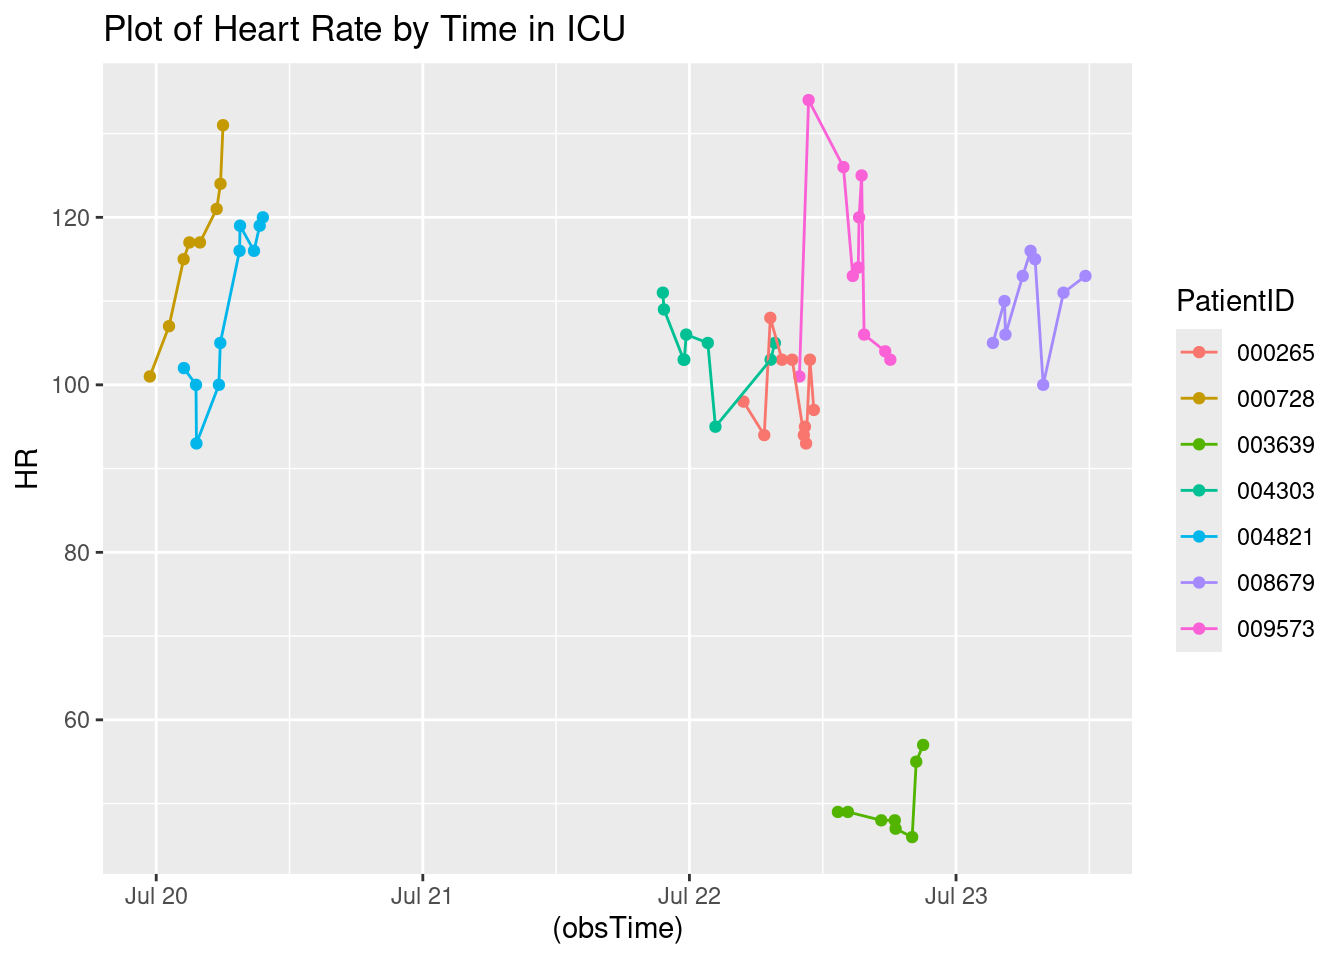 Plot of Heart Rate by Time in ICU
HR
120
100
80
60
Jul 20
Jul 21
Jul 22
Jul 23
(obsTime)
PatientID
000265
000728
003639
004303
004821
008679
009573